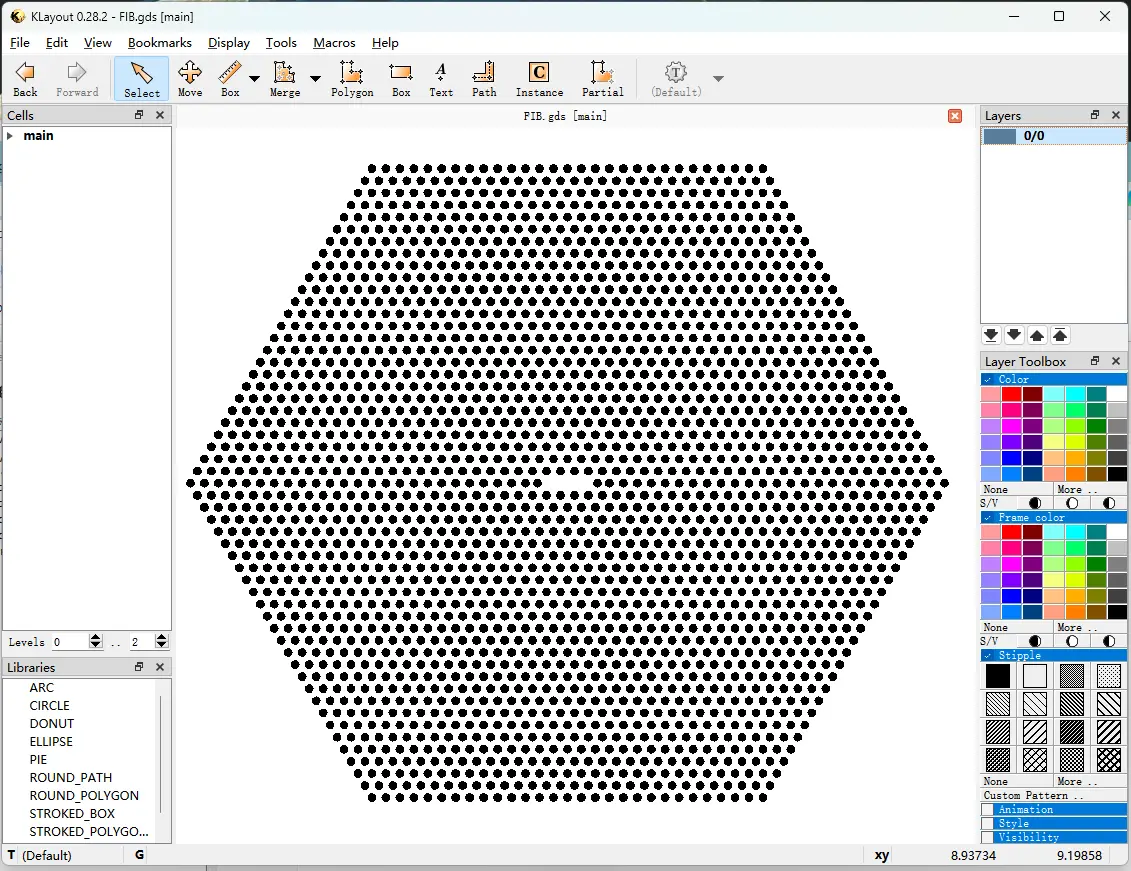 KLayout 0.28.2 - FIB.gds [main]
File Edit View Bookmarks Display Tools Macros Help
Back Forward Select Move Box Merge Polygon Box Text Path Instance Partial (Default)
Cells
main
FIB.gds [main]
Layers
0/0
Layer Toolbox
Color
None More ..
S/V
Frame color
None More ..
S/V
Stipple
None More ..
Custom Pattern ..
Animation
Style
Visibility
Levels 0 .. 2
Libraries
ARC
CIRCLE
DONUT
ELLIPSE
PIE
ROUND_PATH
ROUND_POLYGON
STROKED_BOX
STROKED_POLYGO...
T (Default) G xy 8.93734 9.19858